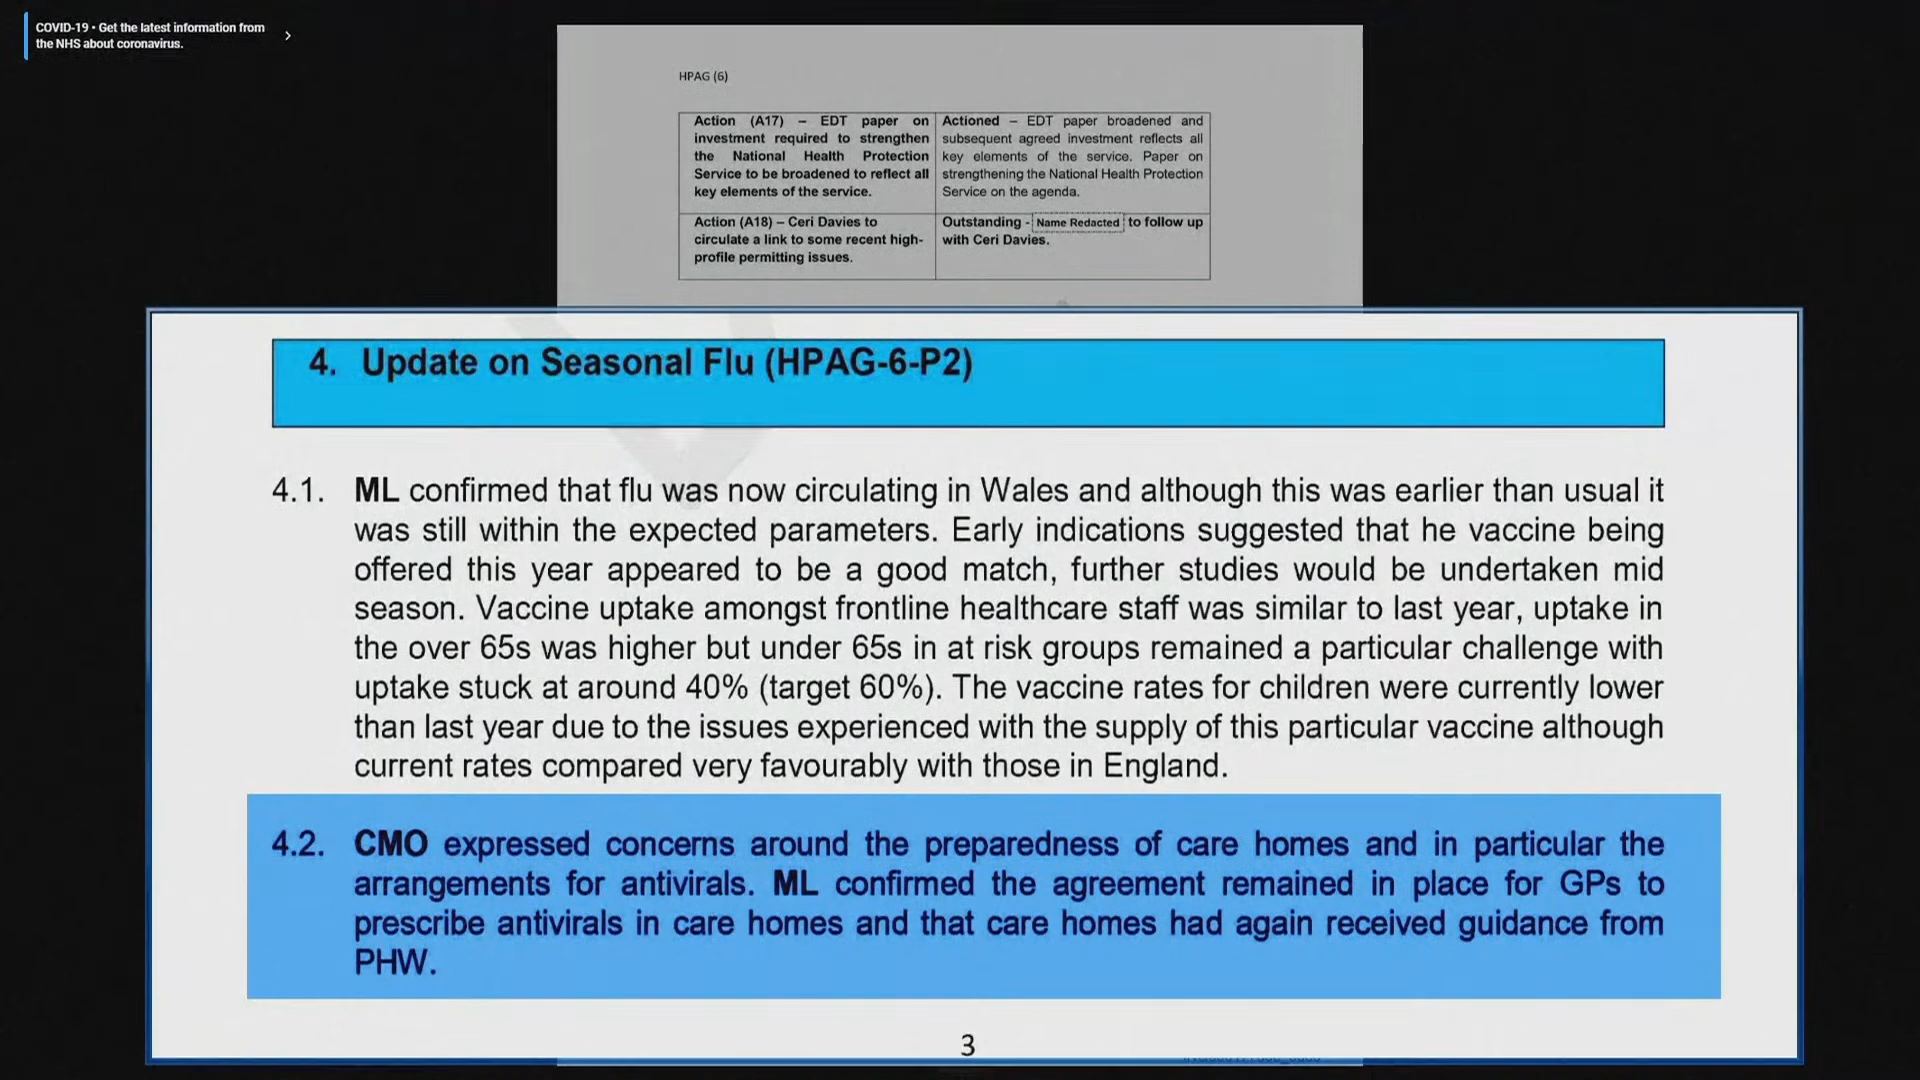 COVID-19 • Get the latest information from
the NHS about coronavirus.
HPAG (6)
Action (A17) – EDT paper on
investment required to strengthen
the National Health Protection
Service to be broadened to reflect all
key elements of the service.
Actioned – EDT paper broadened and
subsequent agreed investment reflects all
key elements of the service. Paper on
strengthening the National Health Protection
Service on the agenda.
Action (A18) – Ceri Davies to
circulate a link to some recent high-
profile permitting issues.
Outstanding - Name Redacted to follow up
with Ceri Davies.
4. Update on Seasonal Flu (HPAG-6-P2)
4.1. ML confirmed that flu was now circulating in Wales and although this was earlier than usual it
was still within the expected parameters. Early indications suggested that he vaccine being
offered this year appeared to be a good match, further studies would be undertaken mid
season. Vaccine uptake amongst frontline healthcare staff was similar to last year, uptake in
the over 65s was higher but under 65s in at risk groups remained a particular challenge with
uptake stuck at around 40% (target 60%). The vaccine rates for children were currently lower
than last year due to the issues experienced with the supply of this particular vaccine although
current rates compared very favourably with those in England.
4.2. CMO expressed concerns around the preparedness of care homes and in particular the
arrangements for antivirals. ML confirmed the agreement remained in place for GPs to
prescribe antivirals in care homes and that care homes had again received guidance from
PHW.
3